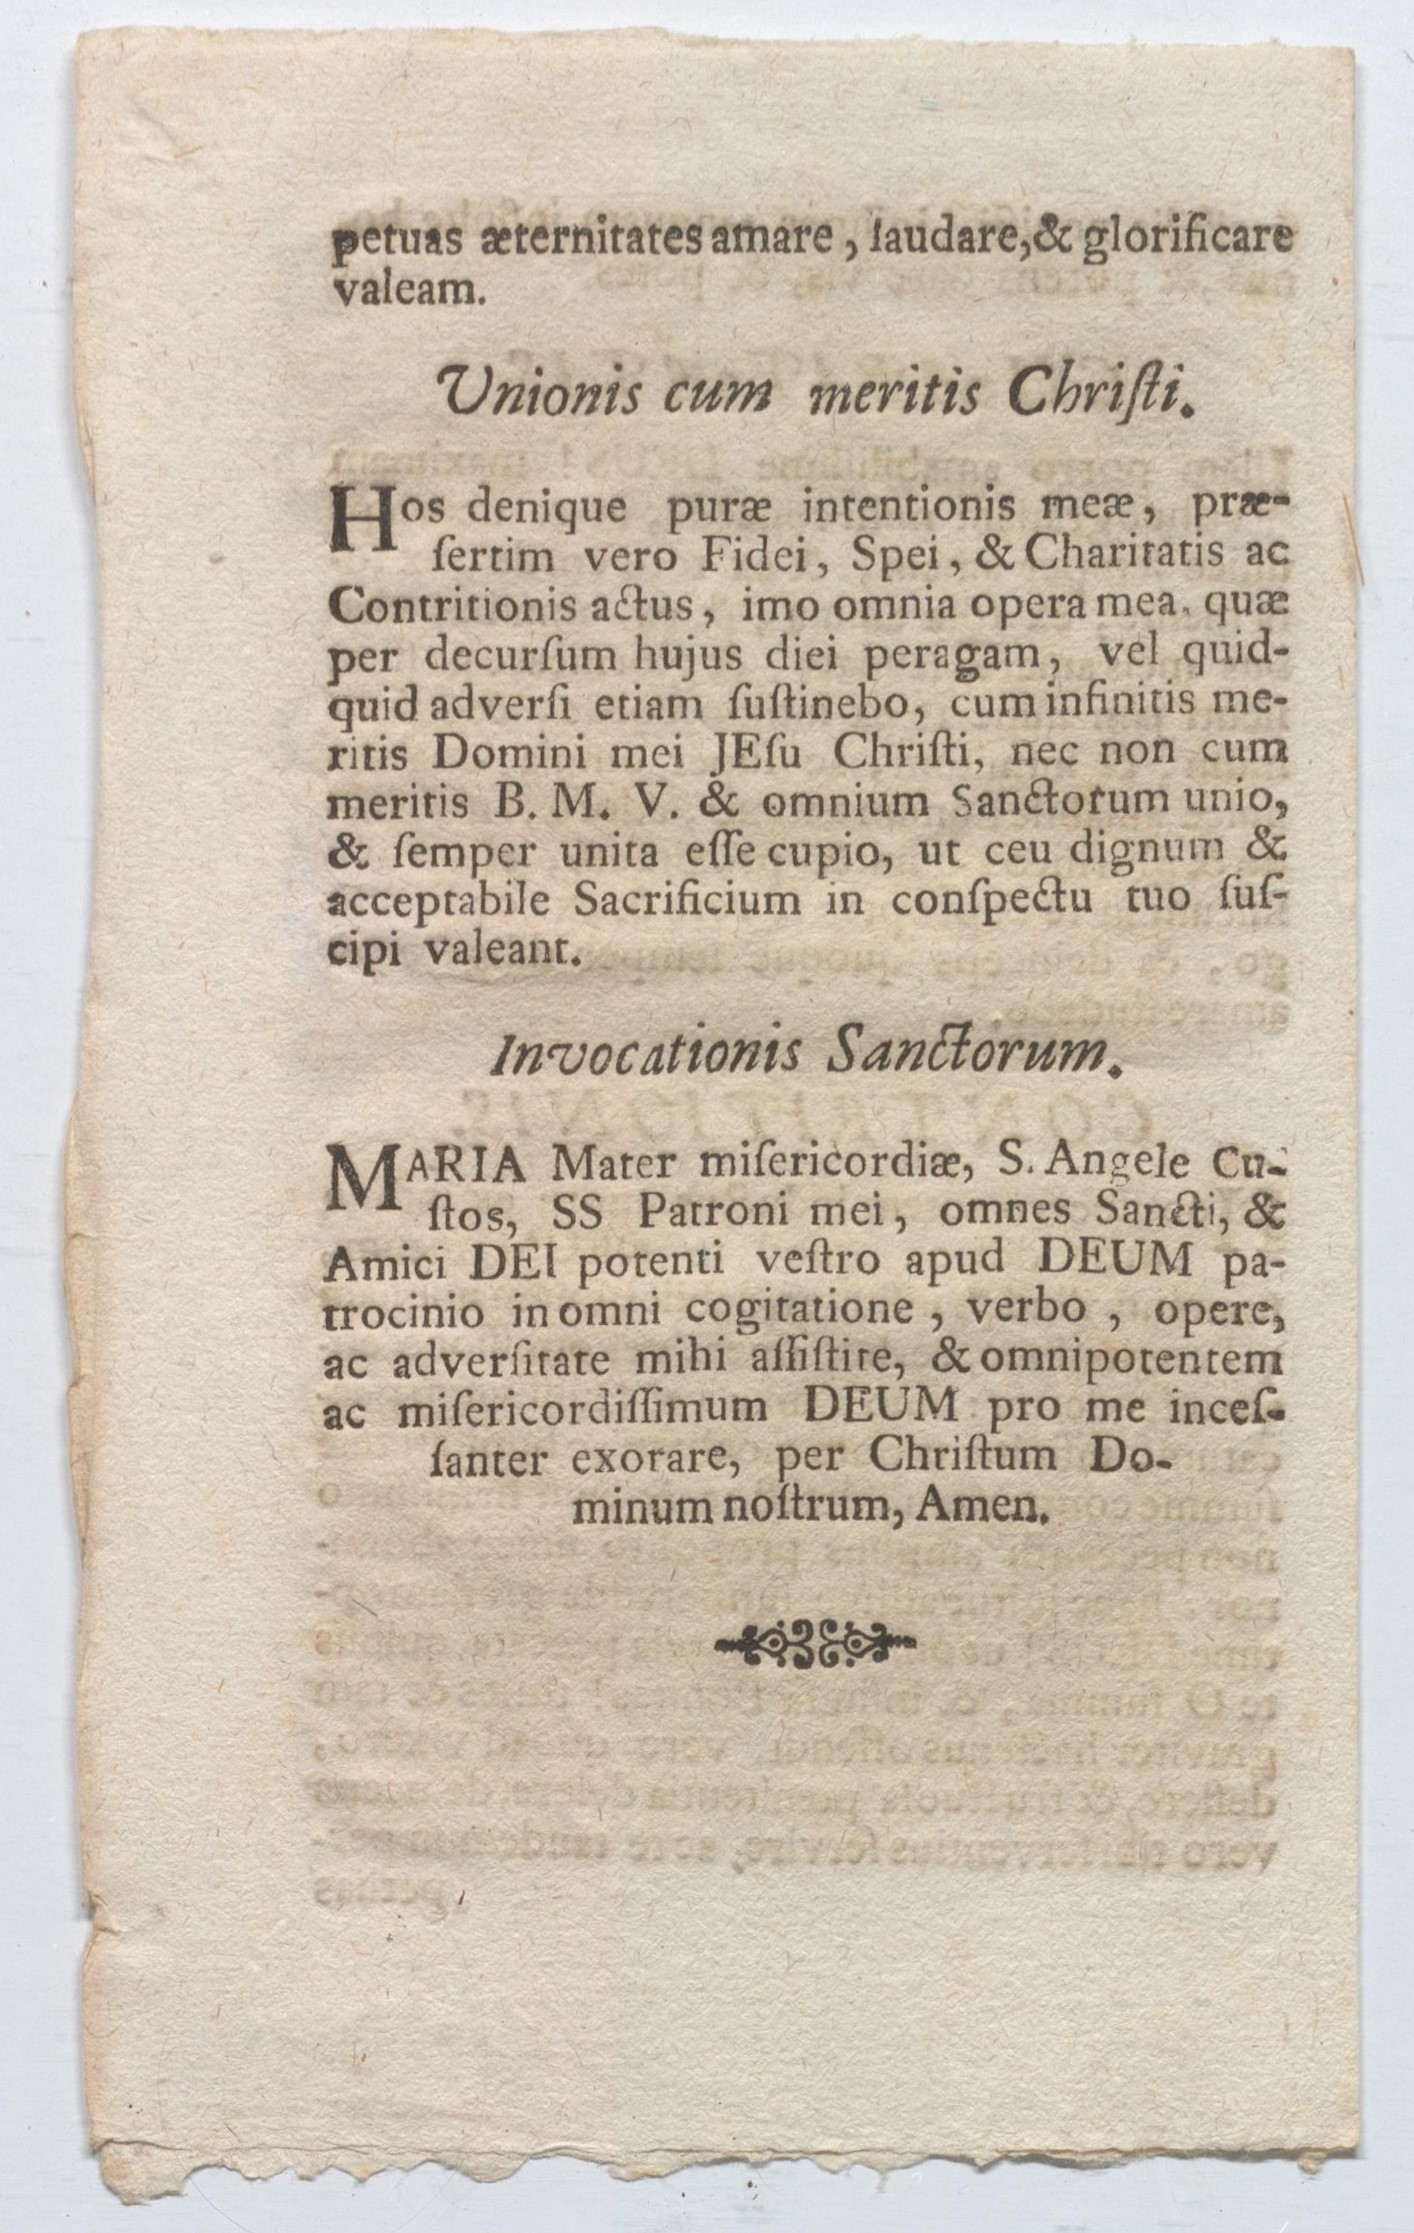 petuas æternitates amare, laudare, & glorificare
valeam.
Unionis cum meritis Chriſti.
Hos denique puræ intentionis meæ, præ-
ſertim vero Fidei, Spei, & Charitatis ac
Contritionis actus, imo omnia opera mea, quæ
per decurſum hujus diei peragam, vel quid-
quid adverſi etiam ſuſtinebo, cum infinitis me-
ritis Domini mei JEſu Chriſti, nec non cum
meritis B. M. V. & omnium Sanctorum unio,
& ſemper unita eſſe cupio, ut ceu dignum &
acceptabile Sacrificium in conſpectu tuo ſuſ-
cipi valeant.
Invocationis Sanctorum.
MARIA Mater miſericordiæ, S. Angele Cu-
ſtos, SS Patroni mei, omnes Sancti, &
Amici DEI potenti veſtro apud DEUM pa-
trocinio in omni cogitatione, verbo, opere,
ac adverſitate mihi aſſiſtite, & omnipotentem
ac miſericordiſſimum DEUM pro me inceſ-
ſanter exorare, per Chriſtum Do-
minum noſtrum, Amen.